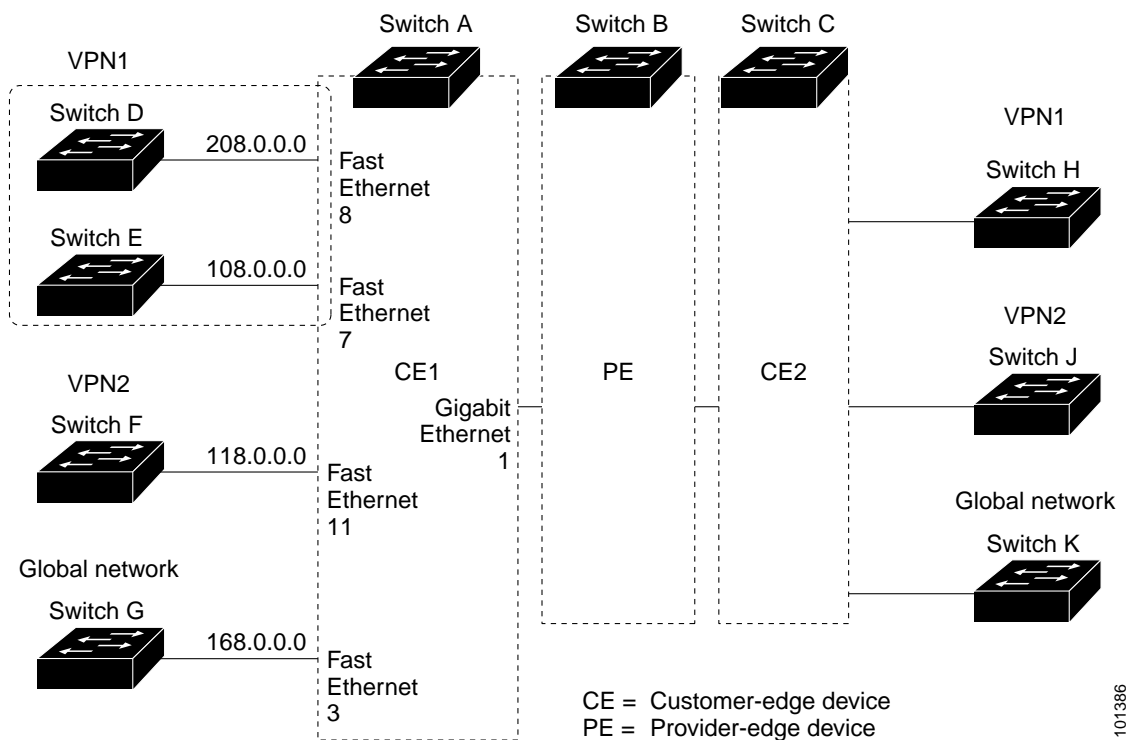 Switch A
Switch B
Switch C
VPN1
Switch D
208.0.0.0
Fast
Ethernet
8
Switch E
108.0.0.0
Fast
Ethernet
7
VPN2
Switch F
118.0.0.0
Fast
Ethernet
11
Global network
Switch G
168.0.0.0
Fast
Ethernet
3
CE1
Gigabit
Ethernet
1
PE
CE2
VPN1
Switch H
VPN2
Switch J
Global network
Switch K
CE = Customer-edge device
PE = Provider-edge device
101386